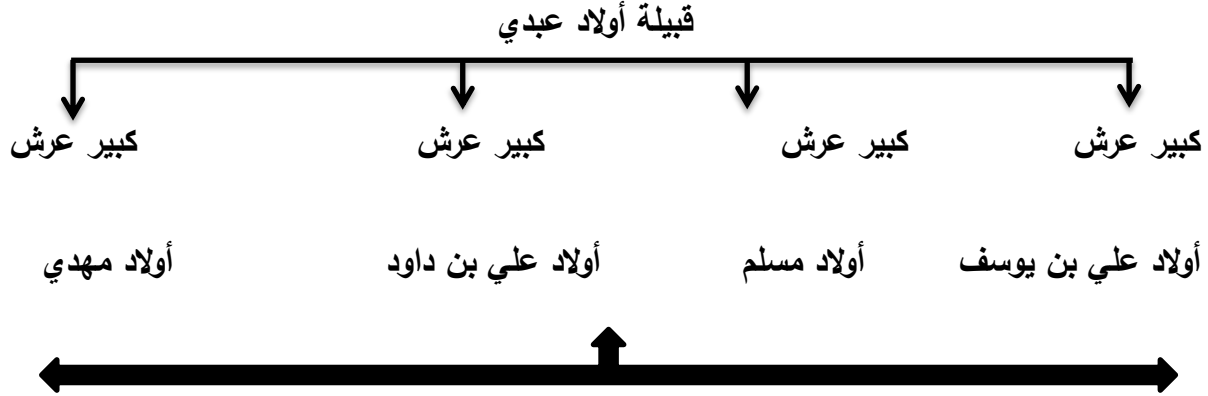 قبيلة أولاد عبدي
كبير عرش كبير عرش كبير عرش كبير عرش
أولاد علي بن يوسف أولاد مسلم أولاد علي بن داود أولاد مهدي